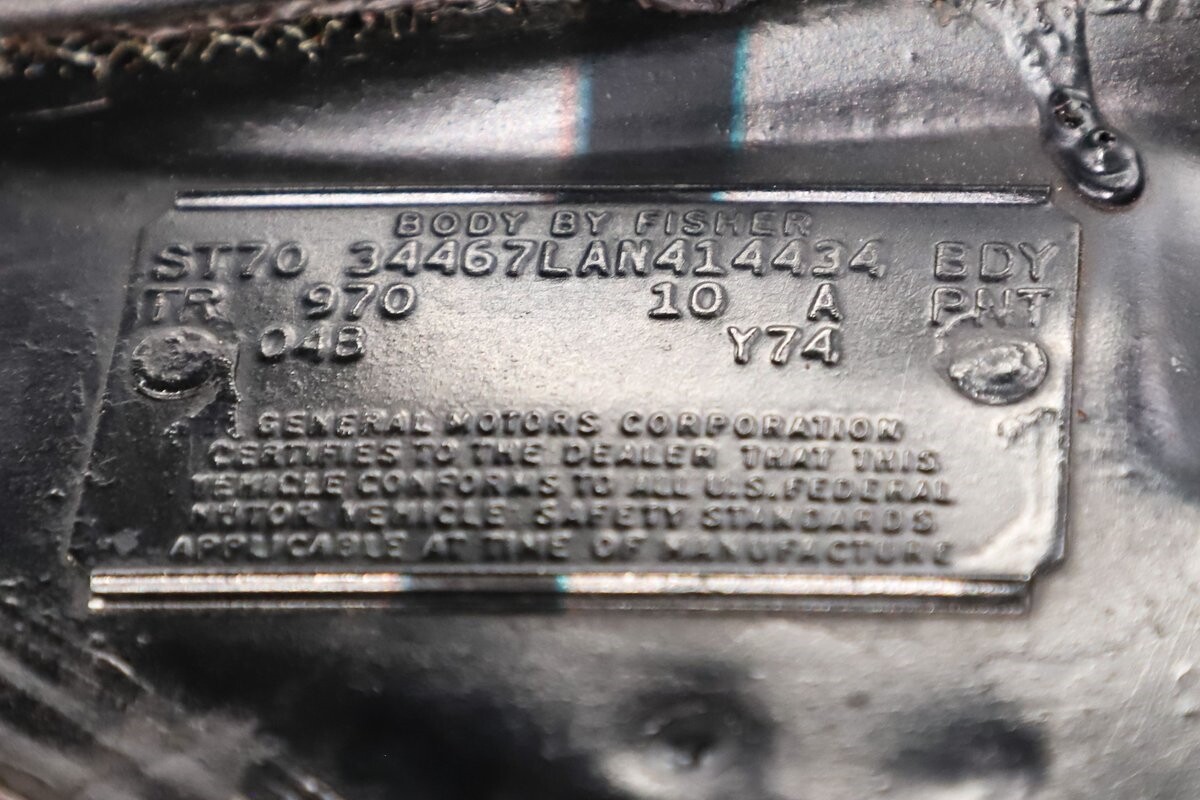 BODY BY FISHER
ST70 34467LAN414434 BDY
TR 970 10 A PNT
04B Y74
GENERAL MOTORS CORPORATION
CERTIFIES TO THE DEALER THAT THIS
VEHICLE CONFORMS TO ALL U.S. FEDERAL
MOTOR VEHICLE SAFETY STANDARDS
APPLICABLE AT TIME OF MANUFACTURE